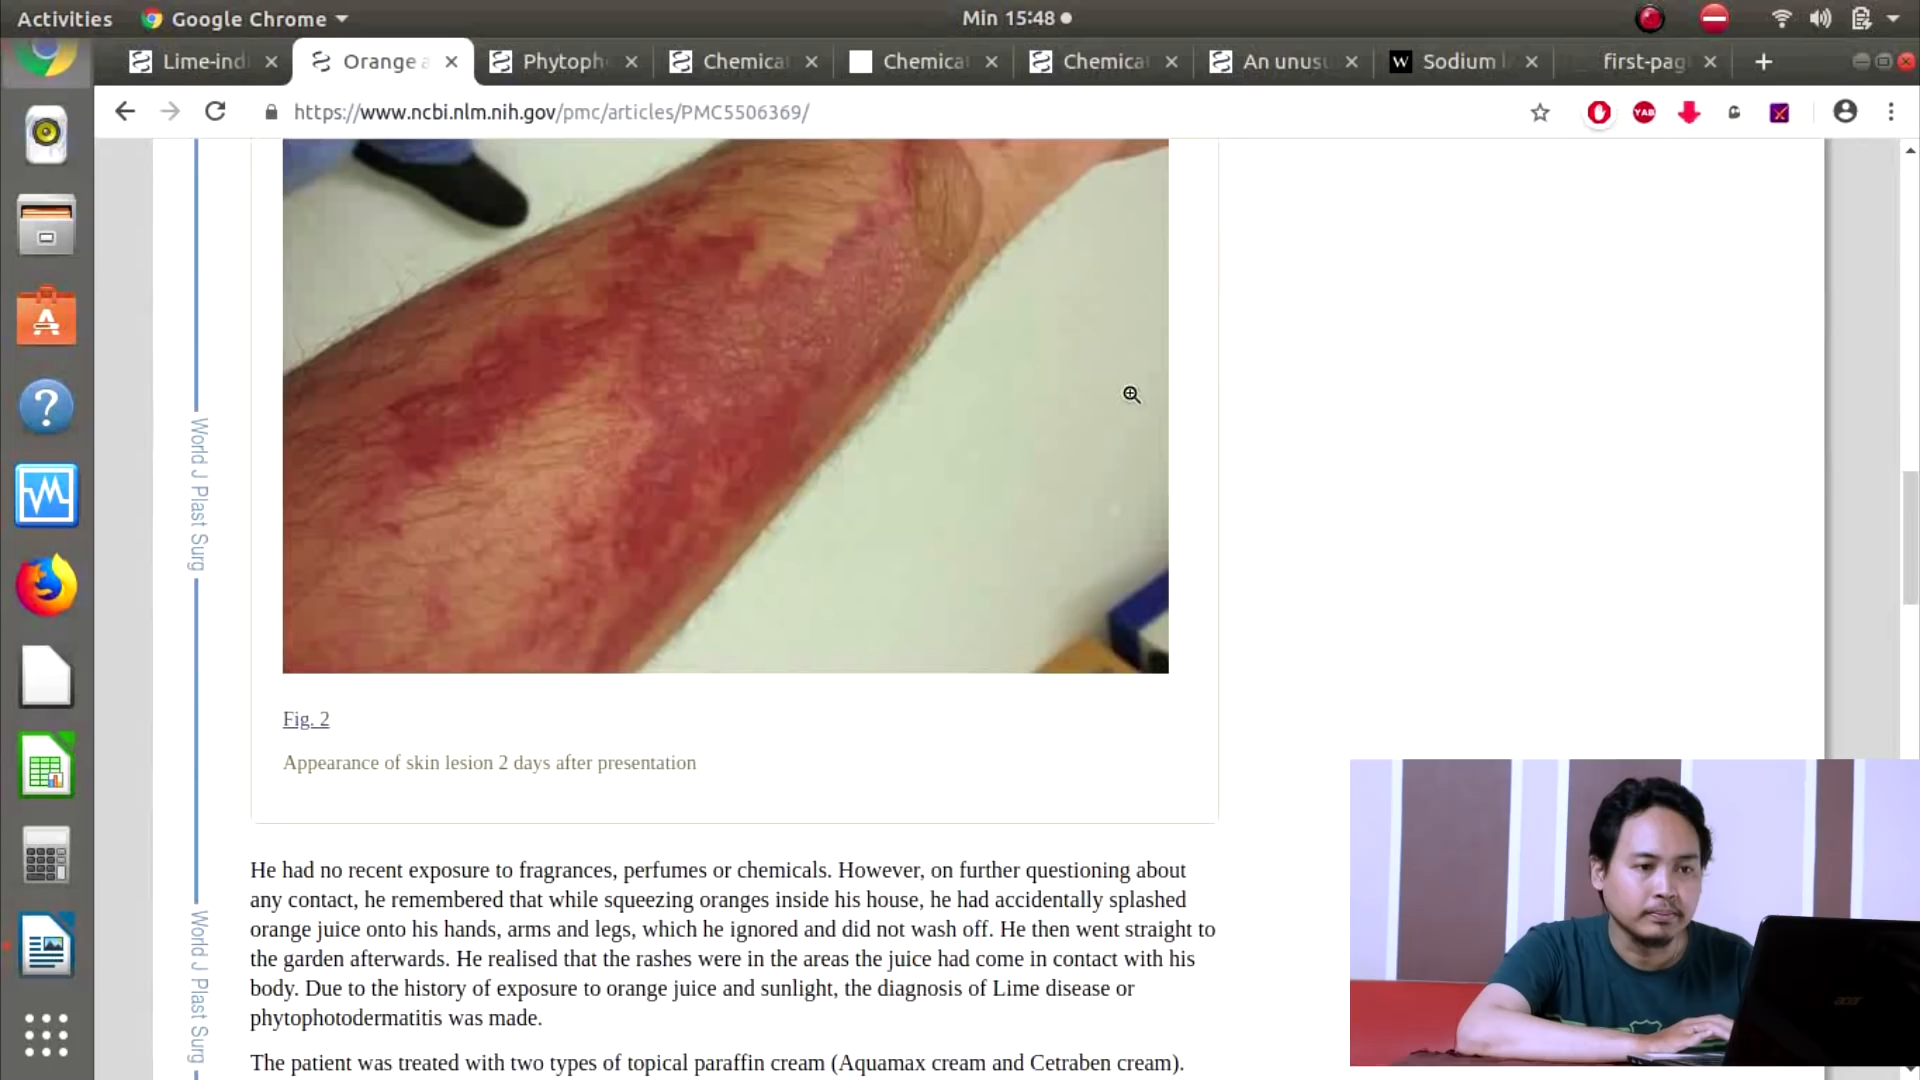 Activities Google Chrome Min 15:48
Lime-ind Orange a Phytoph Chemica Chemica Chemica An unus W Sodium first-pag
https://www.ncbi.nlm.nih.gov/pmc/articles/PMC5506369/
YAB
World J Plast Surg
World J Plast Surg
Fig. 2
Appearance of skin lesion 2 days after presentation
He had no recent exposure to fragrances, perfumes or chemicals. However, on further questioning about
any contact, he remembered that while squeezing oranges inside his house, he had accidentally splashed
orange juice onto his hands, arms and legs, which he ignored and did not wash off. He then went straight to
the garden afterwards. He realised that the rashes were in the areas the juice had come in contact with his
body. Due to the history of exposure to orange juice and sunlight, the diagnosis of Lime disease or
phytophotodermatitis was made.
The patient was treated with two types of topical paraffin cream (Aquamax cream and Cetraben cream).
acer